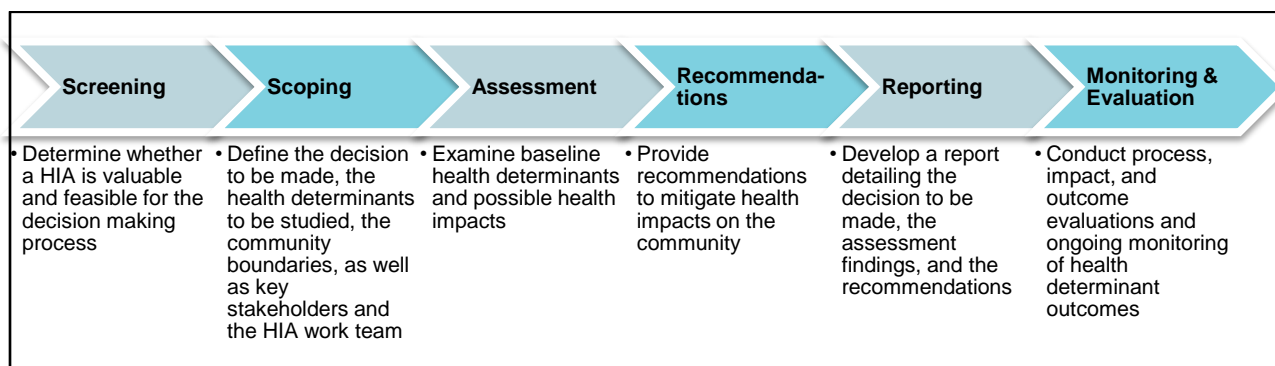 Screening
Scoping
Assessment
Recommenda-
tions
Reporting
Monitoring &
Evaluation
• Determine whether
a HIA is valuable
and feasible for the
decision making
process
• Define the decision
to be made, the
health determinants
to be studied, the
community
boundaries, as well
as key
stakeholders and
the HIA work team
• Examine baseline
health determinants
and possible health
impacts
• Provide
recommendations
to mitigate health
impacts on the
community
• Develop a report
detailing the
decision to be
made, the
assessment
findings, and the
recommendations
• Conduct process,
impact, and
outcome
evaluations and
ongoing monitoring
of health
determinant
outcomes